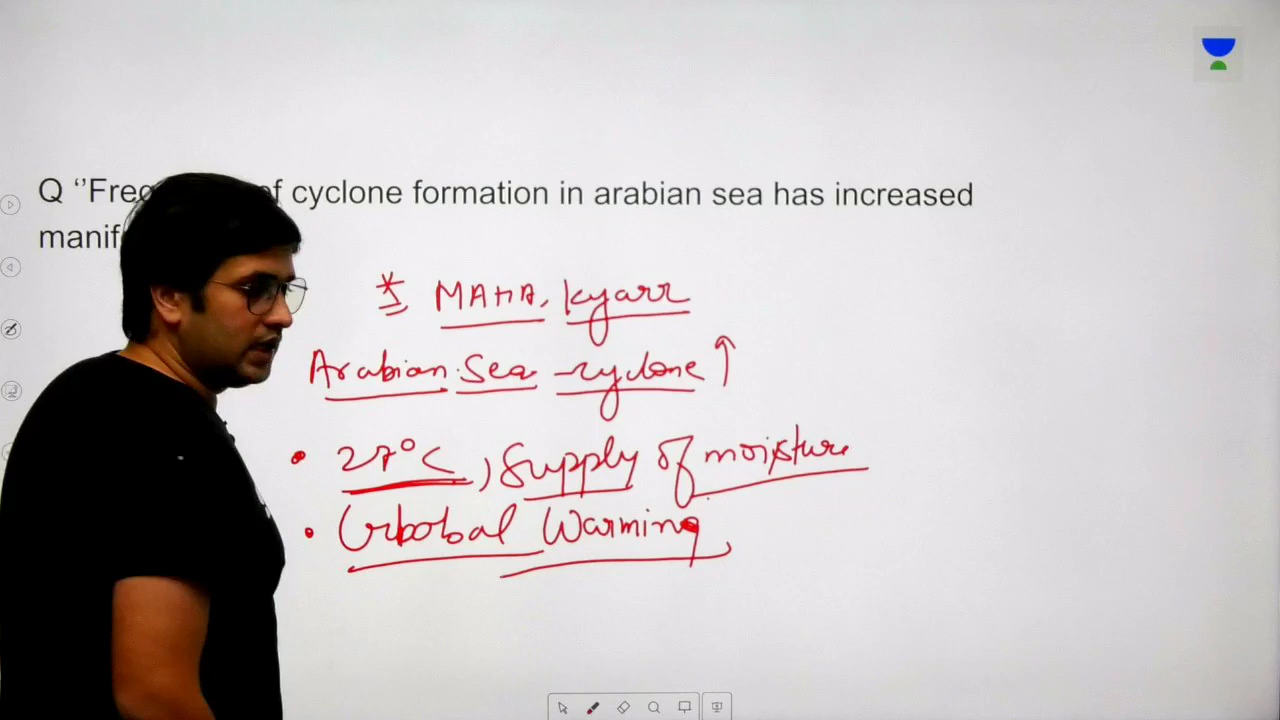 Q “Freq f cyclone formation in arabian sea has increased
manif
* MAHA, kyarr
Arabian Sea cyclone ↑
• 27°C, Supply of moisture
• Global Warming